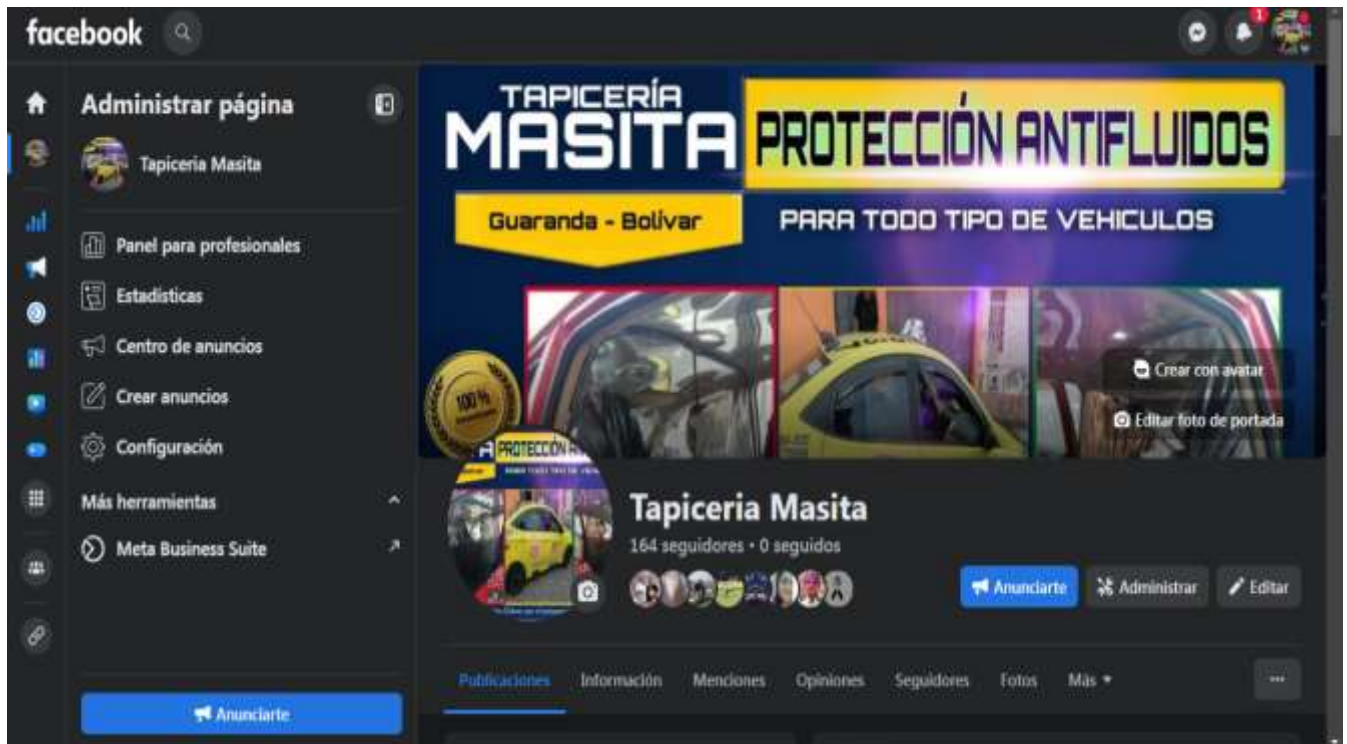 facebook
1
Administrar página
Tapiceria Masita
Panel para profesionales
Estadísticas
Centro de anuncios
Crear anuncios
Configuración
Más herramientas
Meta Business Suite
Anunciarte
TAPICERÍA
MASITA
PROTECCIÓN ANTIFLUIDOS
Guaranda - Bolívar
PARA TODO TIPO DE VEHICULOS
100 %
Crear con avatar
Editar foto de portada
PROTECCIÓN
Tapiceria Masita
164 seguidores • 0 seguidos
Anunciarte
Administrar
Editar
Publicaciones Información Menciones Opiniones Seguidores Fotos Más